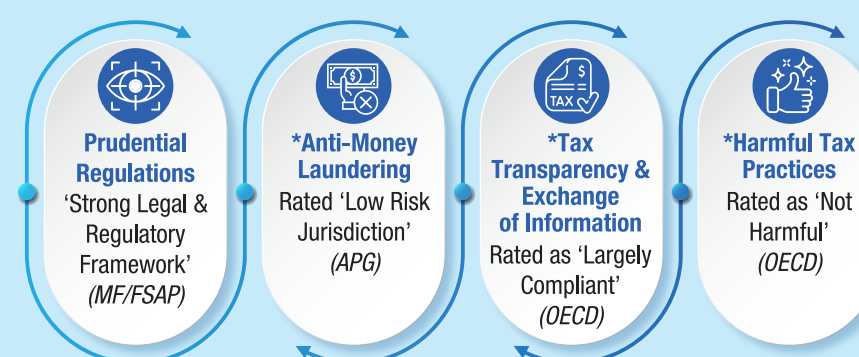 Prudential
Regulations
‘Strong Legal &
Regulatory
Framework’
(MF/FSAP)
$
*Anti-Money
Laundering
Rated ‘Low Risk
Jurisdiction’
(APG)
$
TAX
*Tax
Transparency &
Exchange
of Information
Rated as ‘Largely
Compliant’
(OECD)
*Harmful Tax
Practices
Rated as ‘Not
Harmful’
(OECD)